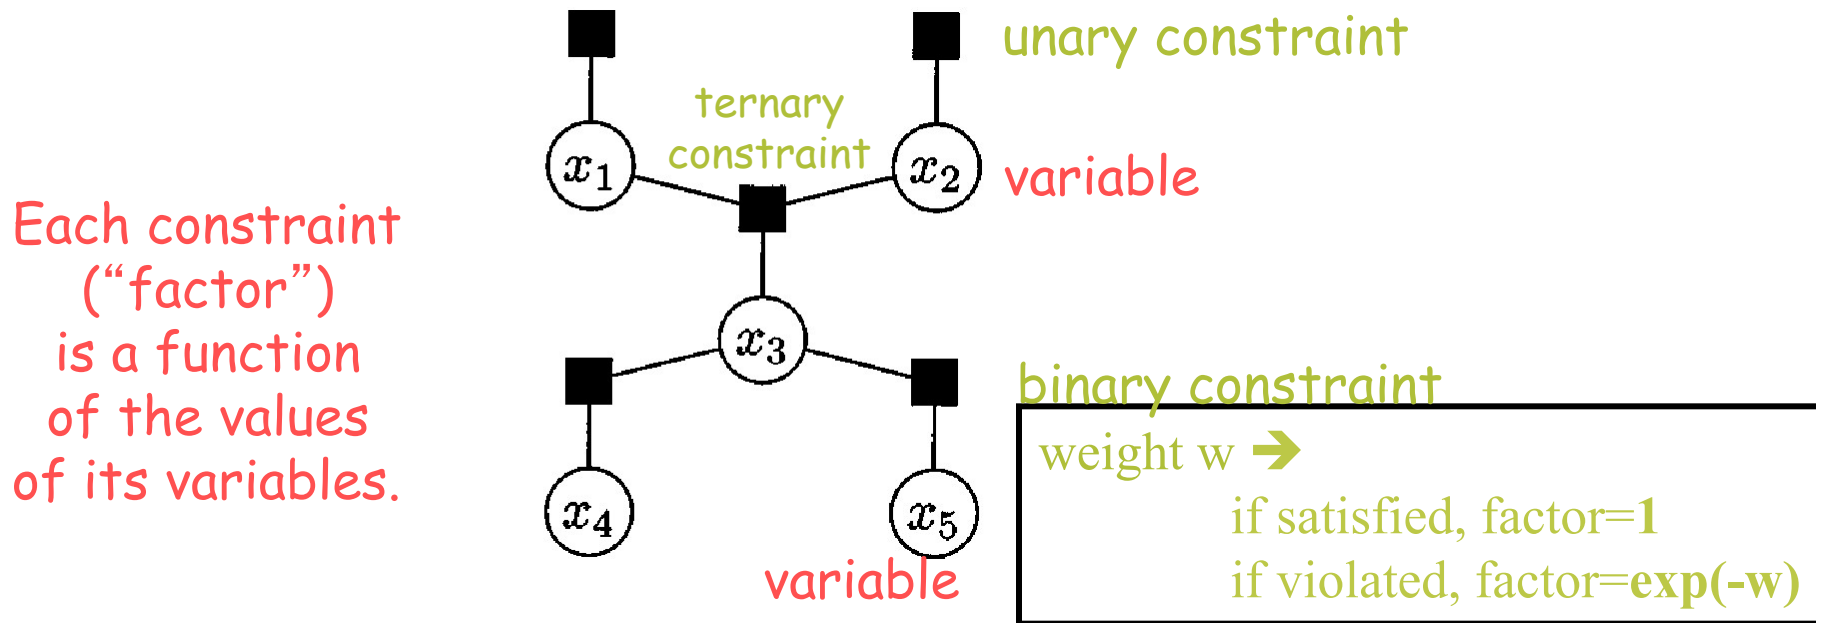 unary constraint
ternary
constraint
x₁
x₂
variable
Each constraint
(“factor”)
is a function
of the values
of its variables.
x₃
binary constraint
weight w ➔
if satisfied, factor=1
if violated, factor=exp(-w)
x₄
x₅
variable